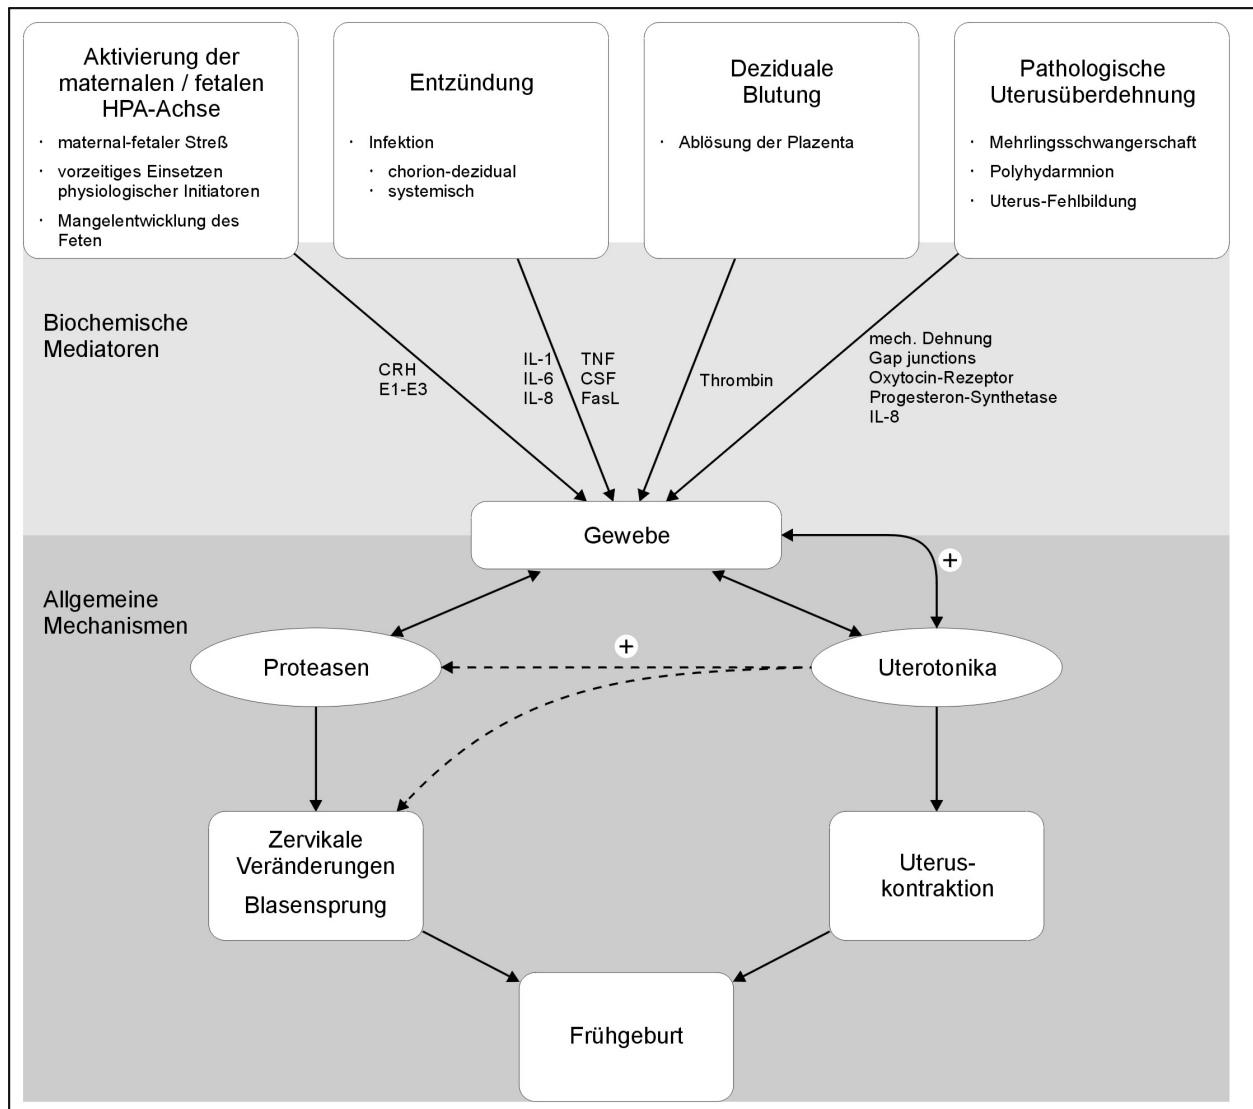 Aktivierung der
maternalen / fetalen
HPA-Achse
· maternal-fetaler Streß
· vorzeitiges Einsetzen
physiologischer Initiatoren
· Mangelentwicklung des
Feten
Entzündung
· Infektion
· chorion-dezidual
· systemisch
Deziduale
Blutung
· Ablösung der Plazenta
Pathologische
Uterusüberdehnung
· Mehrlingsschwangerschaft
· Polyhydarmnion
· Uterus-Fehlbildung
Biochemische
Mediatoren
CRH
E1-E3
IL-1 TNF
IL-6 CSF
IL-8 FasL
Thrombin
mech. Dehnung
Gap junctions
Oxytocin-Rezeptor
Progesteron-Synthetase
IL-8
Gewebe
+
Allgemeine
Mechanismen
+
Proteasen
Uterotonika
Zervikale
Veränderungen
Blasensprung
Uterus-
kontraktion
Frühgeburt